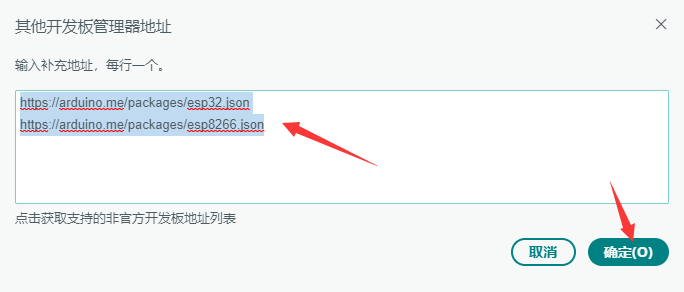 其他开发板管理器地址
输入补充地址，每行一个。
https://arduino.me/packages/esp32.json
https://arduino.me/packages/esp8266.json
点击获取支持的非官方开发板地址列表
取消
确定(O)